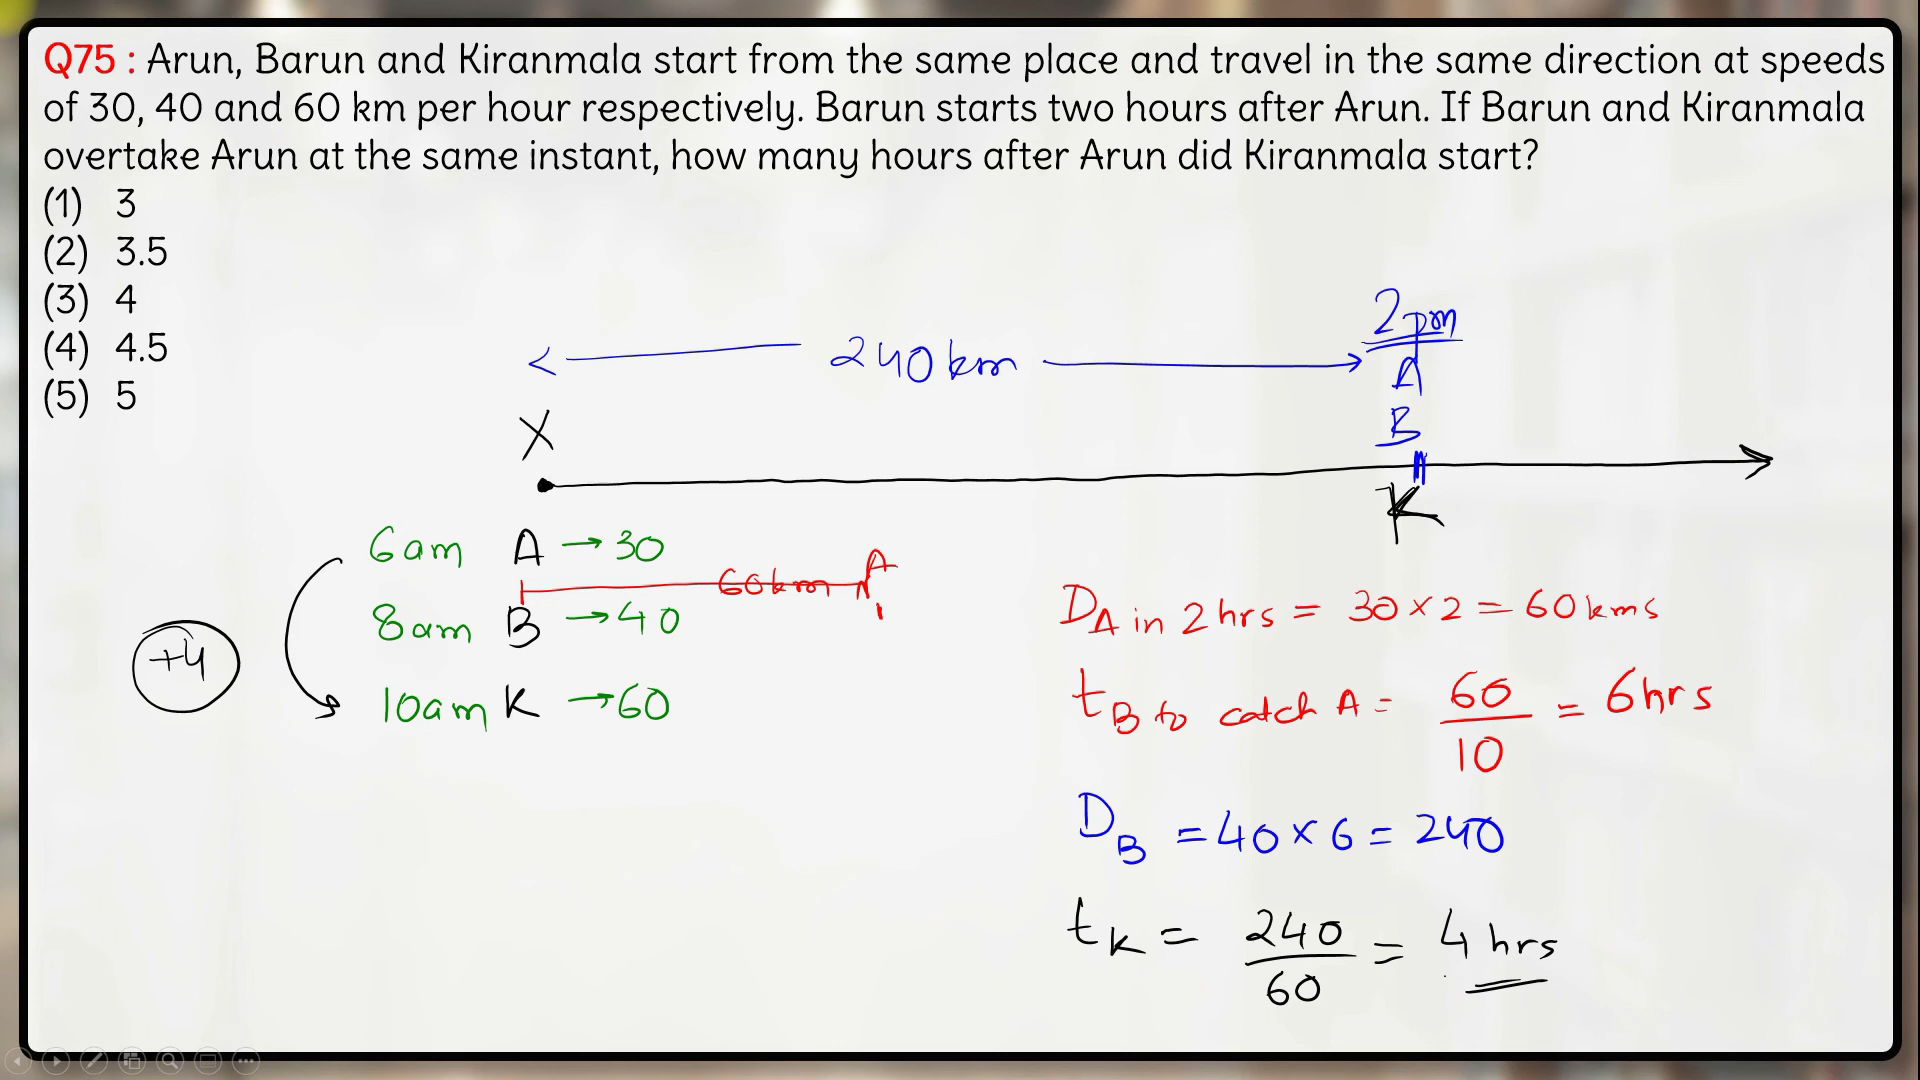 Q75 : Arun, Barun and Kiranmala start from the same place and travel in the same direction at speeds
of 30, 40 and 60 km per hour respectively. Barun starts two hours after Arun. If Barun and Kiranmala
overtake Arun at the same instant, how many hours after Arun did Kiranmala start?
(1) 3
(2) 3.5
(3) 4
(4) 4.5
(5) 5
2pm
240 km
A
B
X
K
6am A → 30
60km A
8am B → 40
+4
10am K → 60
D_A in 2 hrs = 30 × 2 = 60 kms
t_B to catch A = 60/10 = 6 hrs
D_B = 40 × 6 = 240
t_K = 240/60 = 4 hrs